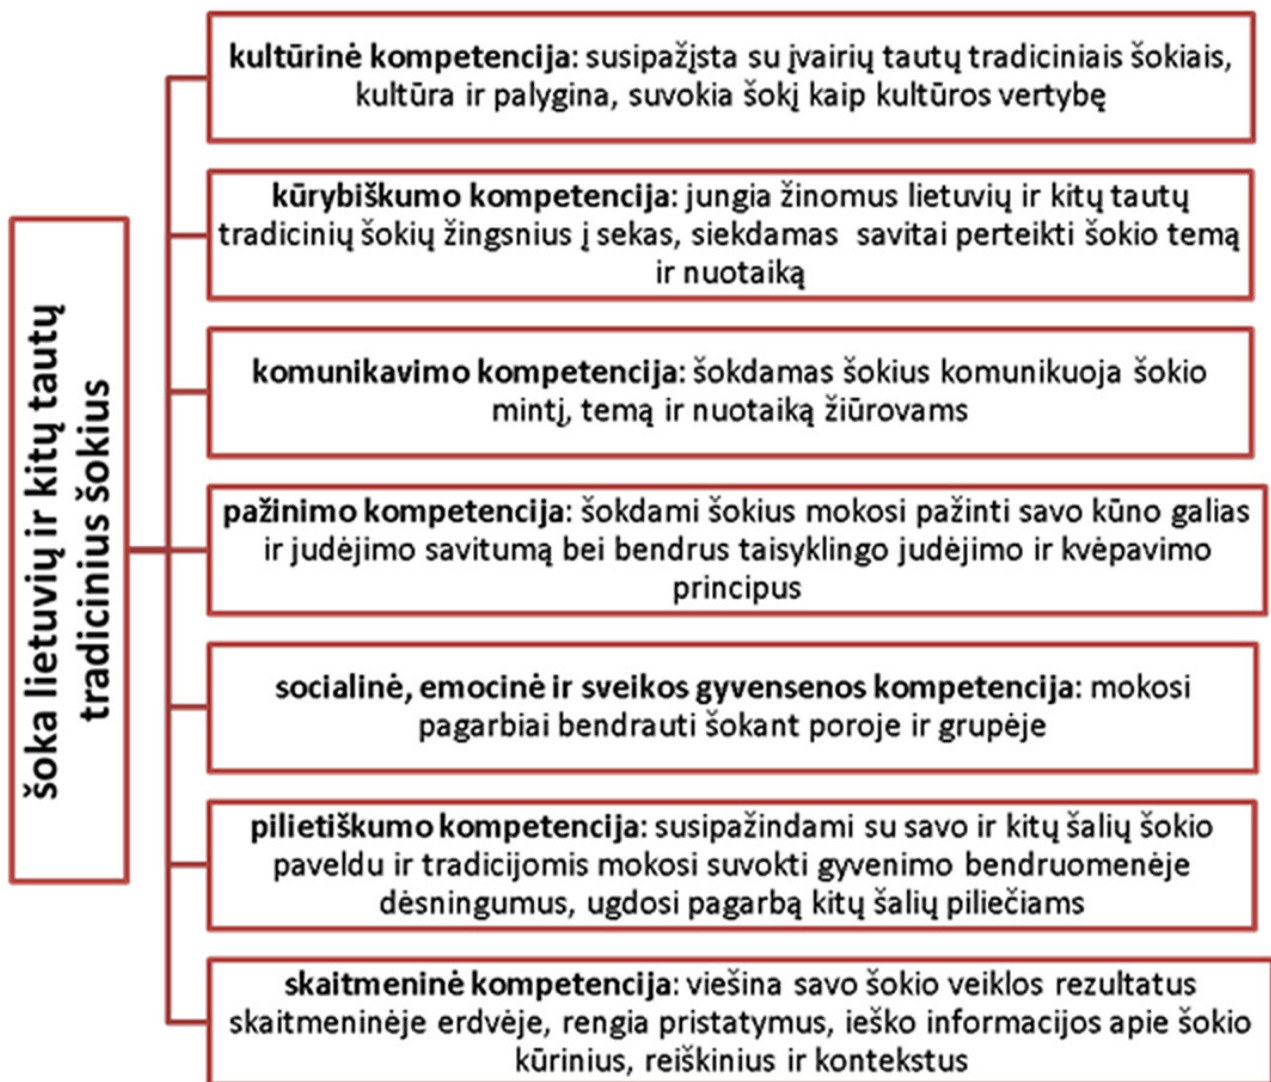 šoka lietuvių ir kitų tautų
tradicinius šokius
kultūrinė kompetencija: susipažįsta su įvairių tautų tradiciniais šokiais,
kultūra ir palygina, suvokia šokį kaip kultūros vertybę
kūrybiškumo kompetencija: jungia žinomus lietuvių ir kitų tautų
tradicinių šokių žingsnius į sekas, siekdamas savitai perteikti šokio temą
ir nuotaiką
komunikavimo kompetencija: šokdamas šokius komunikuoja šokio
mintį, temą ir nuotaiką žiūrovams
pažinimo kompetencija: šokdami šokius mokosi pažinti savo kūno galias
ir judėjimo savitumą bei bendrus taisyklingo judėjimo ir kvėpavimo
principus
socialinė, emocinė ir sveikos gyvensenos kompetencija: mokosi
pagarbiai bendrauti šokant poroje ir grupėje
pilietiškumo kompetencija: susipažindami su savo ir kitų šalių šokio
paveldu ir tradicijomis mokosi suvokti gyvenimo bendruomenėje
dėsningumus, ugdosi pagarbą kitų šalių piliečiams
skaitmeninė kompetencija: viešina savo šokio veiklos rezultatus
skaitmeninėje erdvėje, rengia pristatymus, ieško informacijos apie šokio
kūrinius, reiškinius ir kontekstus